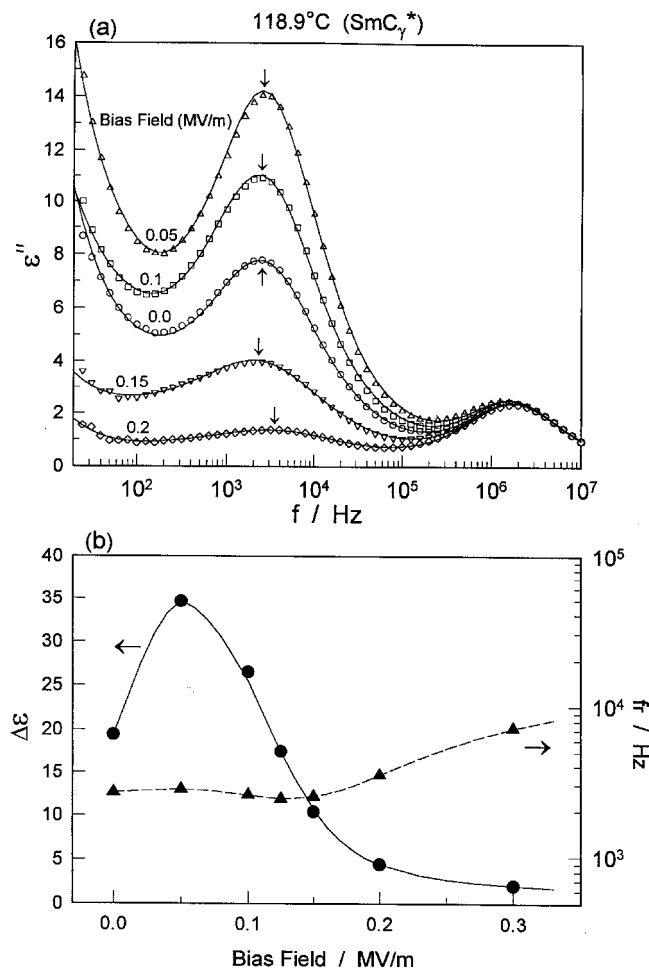 118.9°C (SmCγ*)
(a)
16
14
12
10
8
6
4
2
0
ε″
Bias Field (MV/m)
0.05
0.1
0.0
0.15
0.2
10² 10³ 10⁴ 10⁵ 10⁶ 10⁷
f / Hz
(b)
40
35
30
25
20
15
10
5
0
Δε
10⁵
10⁴
10³
fr / Hz
0.0 0.1 0.2 0.3
Bias Field / MV/m